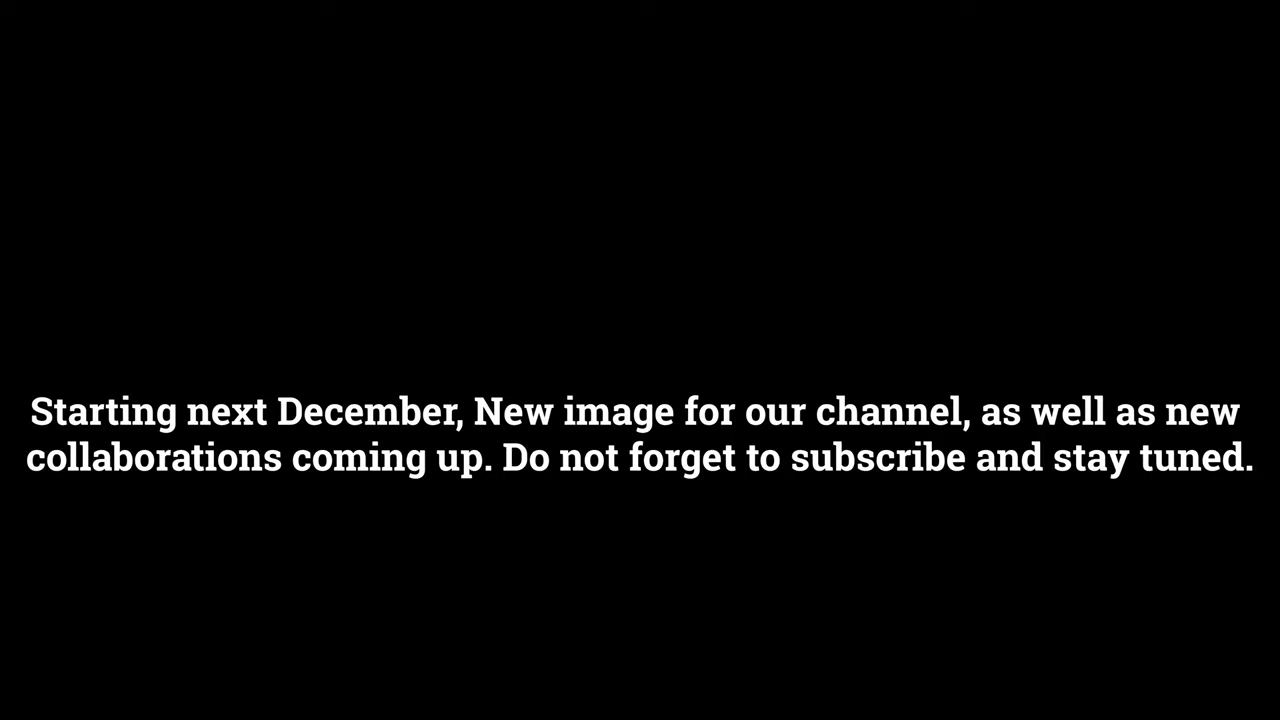 Starting next December, New image for our channel, as well as new
collaborations coming up. Do not forget to subscribe and stay tuned.